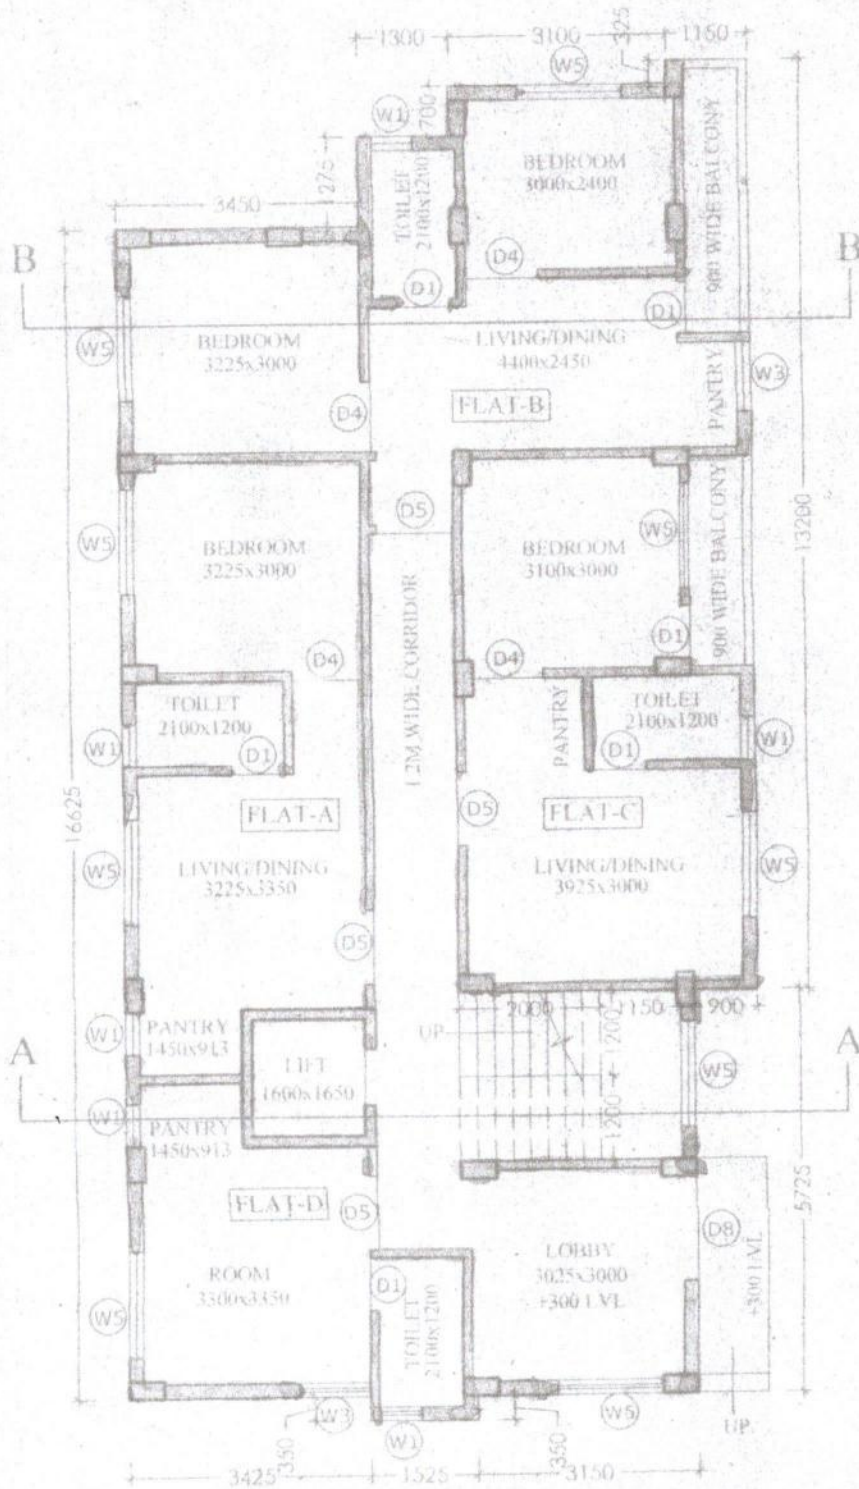 1300
3100
325
1150
W5
W1
700
BEDROOM
3000x2400
1275
TOILET
2100x1200
900 WIDE BALCONY
3450
B
B
D4
D1
D1
BEDROOM
3225x3000
LIVING/DINING
4400x2450
W5
W3
PANTRY
D4
FLAT-B
W5
D5
W5
BEDROOM
3225x3000
BEDROOM
3100x3000
13200
900 WIDE BALCONY
1.2M WIDE CORRIDOR
D1
D4
D4
TOILET
2100x1200
PANTRY
TOILET
2100x1200
W1
D1
D1
W1
16625
FLAT-A
D5
FLAT-C
W5
LIVING/DINING
3225x3350
LIVING/DINING
3925x3000
W5
D5
2000
1150
900
W1
PANTRY
1450x913
UP
1200
A
A
LIFT
1600x1650
W5
W1
PANTRY
1450x913
1200
FLAT-D
D5
D8
5725
ROOM
3300x3350
LOBBY
3025x3000
+300 LVL
+300 LVL
D1
W5
TOILET
2100x1200
W3
W1
W5
UP
350
350
3425
1525
3150